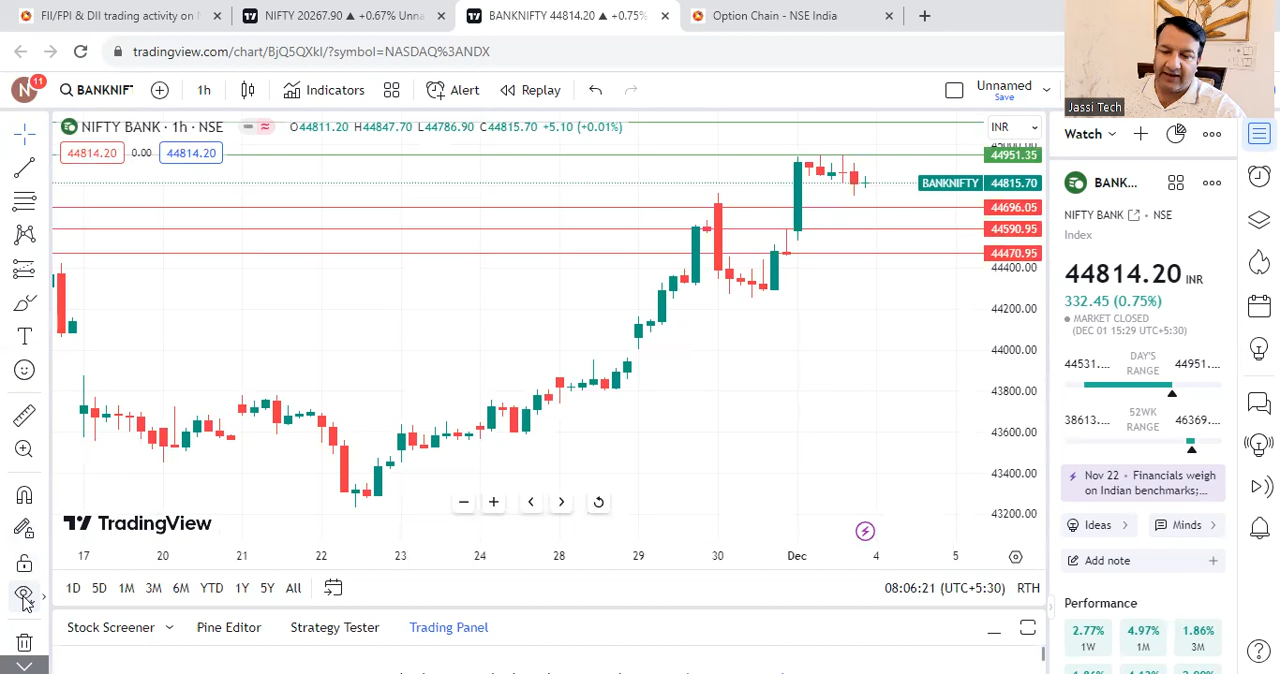 FII/FPI & DII trading activity on
NIFTY 20267.90 ▲ +0.67% Unna
BANKNIFTY 44814.20 ▲ +0.75%
Option Chain - NSE India
tradingview.com/chart/BjQ5QXkI/?symbol=NASDAQ%3ANDX
N
11
BANKNIF
1h
Indicators
Alert
Replay
Unnamed
Save
Jassi Tech
NIFTY BANK · 1h · NSE
O44811.20 H44847.70 L44786.90 C44815.70 +5.10 (+0.01%)
INR
44814.20
0.00
44814.20
44951.35
BANKNIFTY
44815.70
44696.05
44590.95
44470.95
44400.00
44200.00
44000.00
43800.00
43600.00
43400.00
43200.00
TradingView
17
20
21
22
23
24
28
29
30
Dec
4
5
1D
5D
1M
3M
6M
YTD
1Y
5Y
All
08:06:21 (UTC+5:30)
RTH
Stock Screener
Pine Editor
Strategy Tester
Trading Panel
Watch
BANK...
NIFTY BANK
· NSE
Index
44814.20 INR
332.45 (0.75%)
MARKET CLOSED
(DEC 01 15:29 UTC+5:30)
44531....
DAY'S
RANGE
44951....
38613....
52WK
RANGE
46369....
Nov 22 · Financials weigh
on Indian benchmarks;...
Ideas
Minds
Add note
Performance
2.77%
1W
4.97%
1M
1.86%
3M